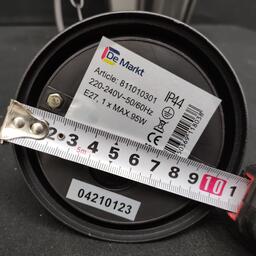 De Markt
Article: 811010301
220-240V~50/60Hz
E27, 1 x MAX.95W
IP44
2 3 4 5 6 7 8 9 10 1
5m
04210123